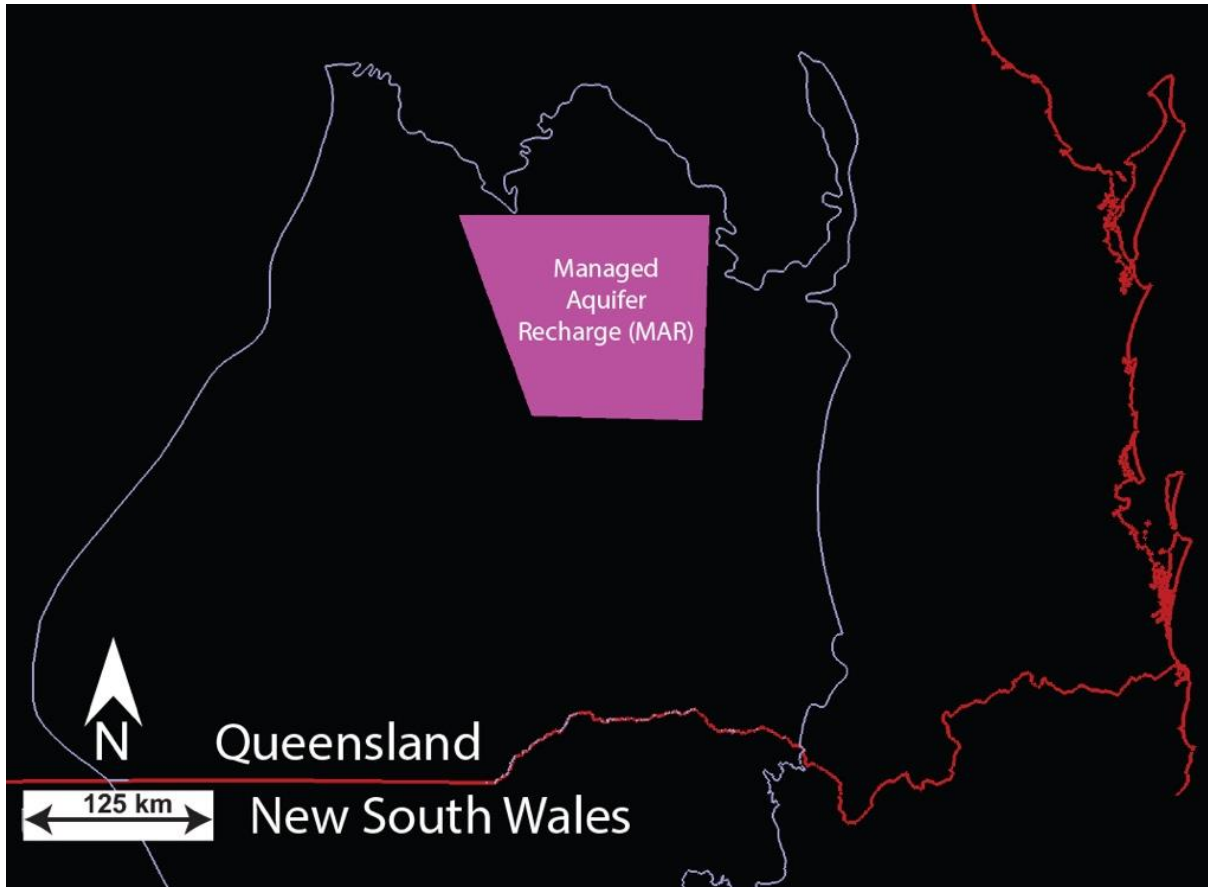 Managed
Aquifer
Recharge (MAR)
N
Queensland
125 km
New South Wales